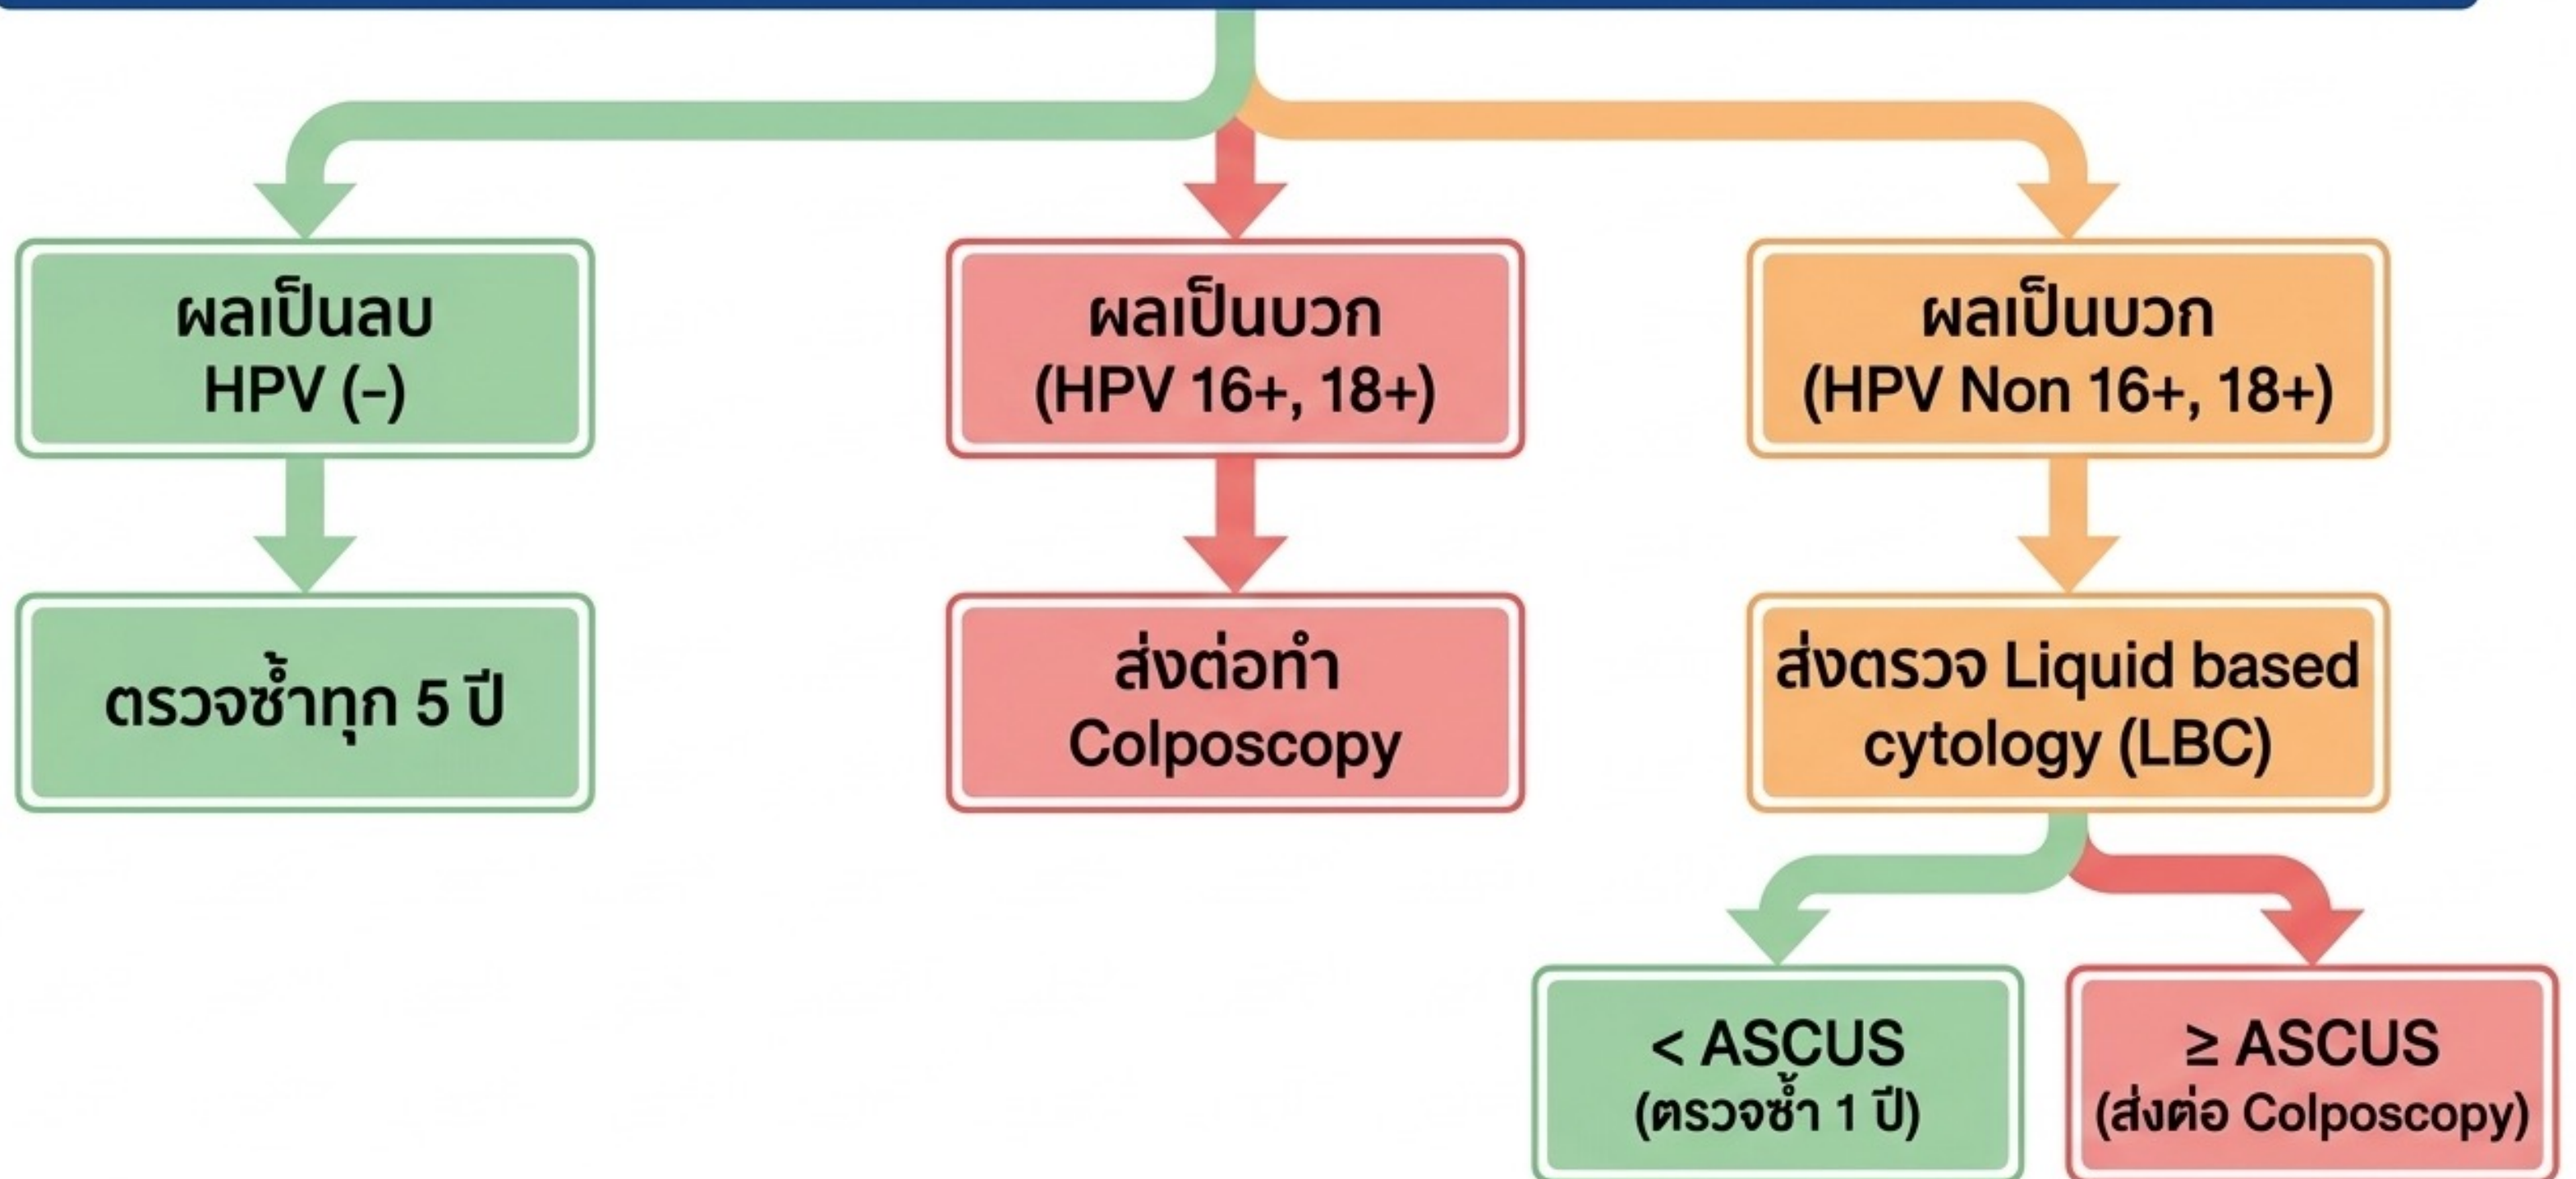 ผลเป็นลบ
HPV (-)
ผลเป็นบวก
(HPV 16+, 18+)
ผลเป็นบวก
(HPV Non 16+, 18+)
ตรวจซ้ำทุก 5 ปี
ส่งต่อทำ
Colposcopy
ส่งตรวจ Liquid based
cytology (LBC)
< ASCUS
(ตรวจซ้ำ 1 ปี)
≥ ASCUS
(ส่งต่อ Colposcopy)